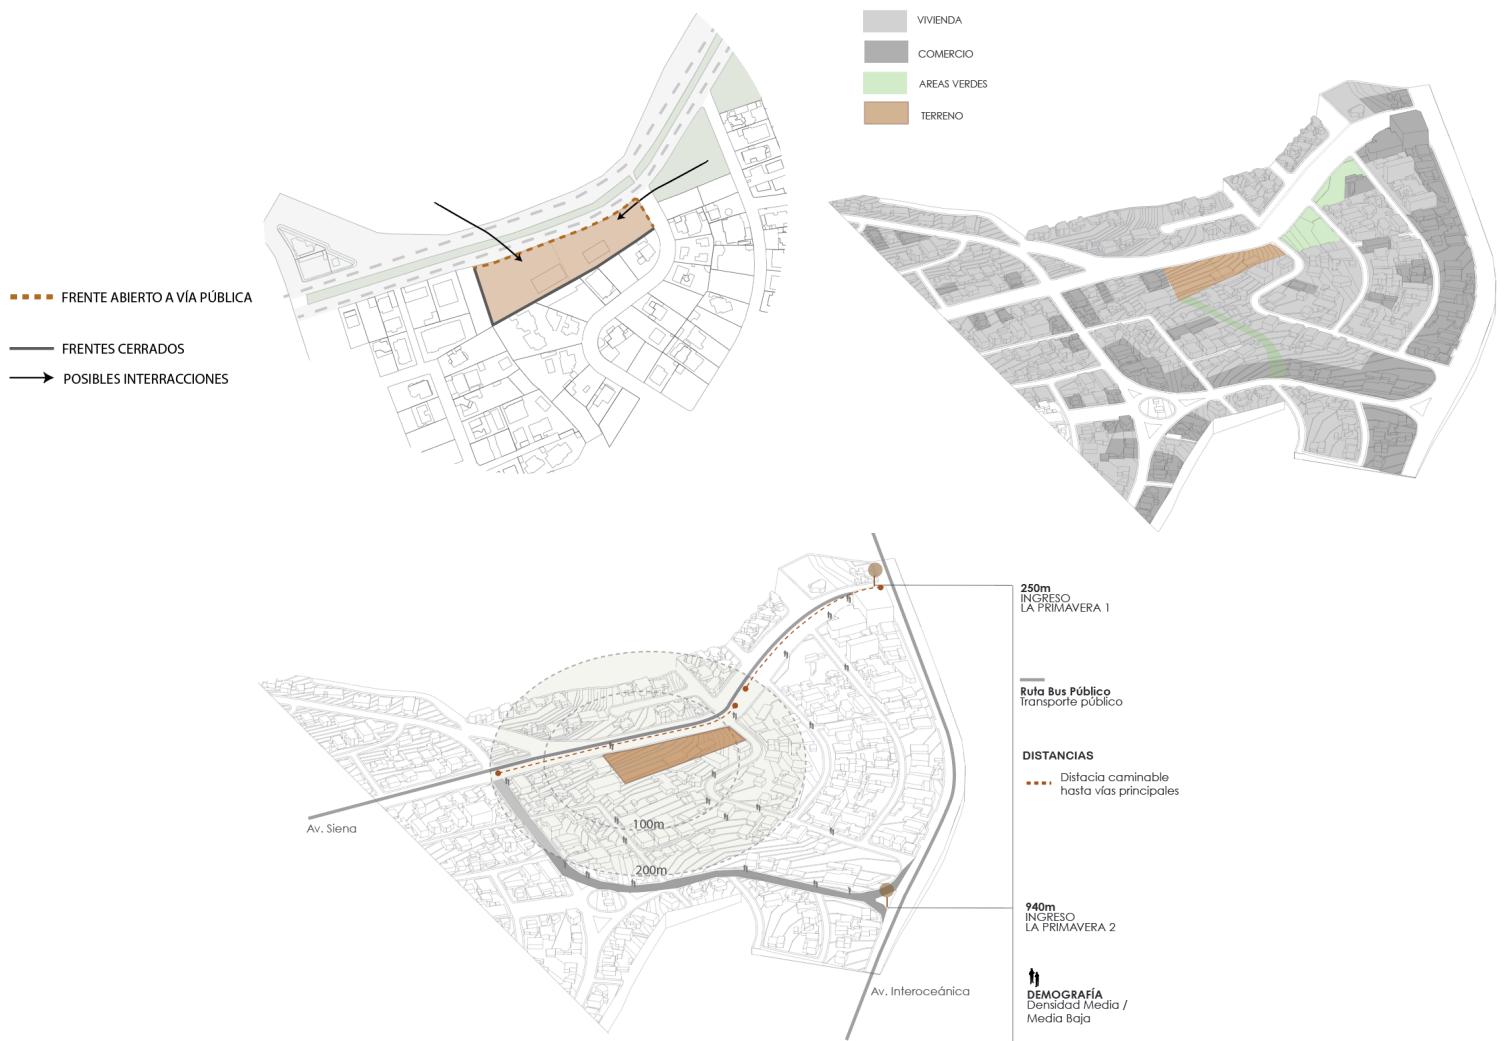 VIVIENDA
COMERCIO
AREAS VERDES
TERRENO
FRENTE ABIERTO A VÍA PÚBLICA
FRENTES CERRADOS
POSIBLES INTERRACCIONES
250m
INGRESO
LA PRIMAVERA 1
Ruta Bus Público
Transporte público
DISTANCIAS
Distacia caminable
hasta vías principales
100m
Av. Siena
200m
940m
INGRESO
LA PRIMAVERA 2
Av. Interoceánica
DEMOGRAFÍA
Densidad Media /
Media Baja